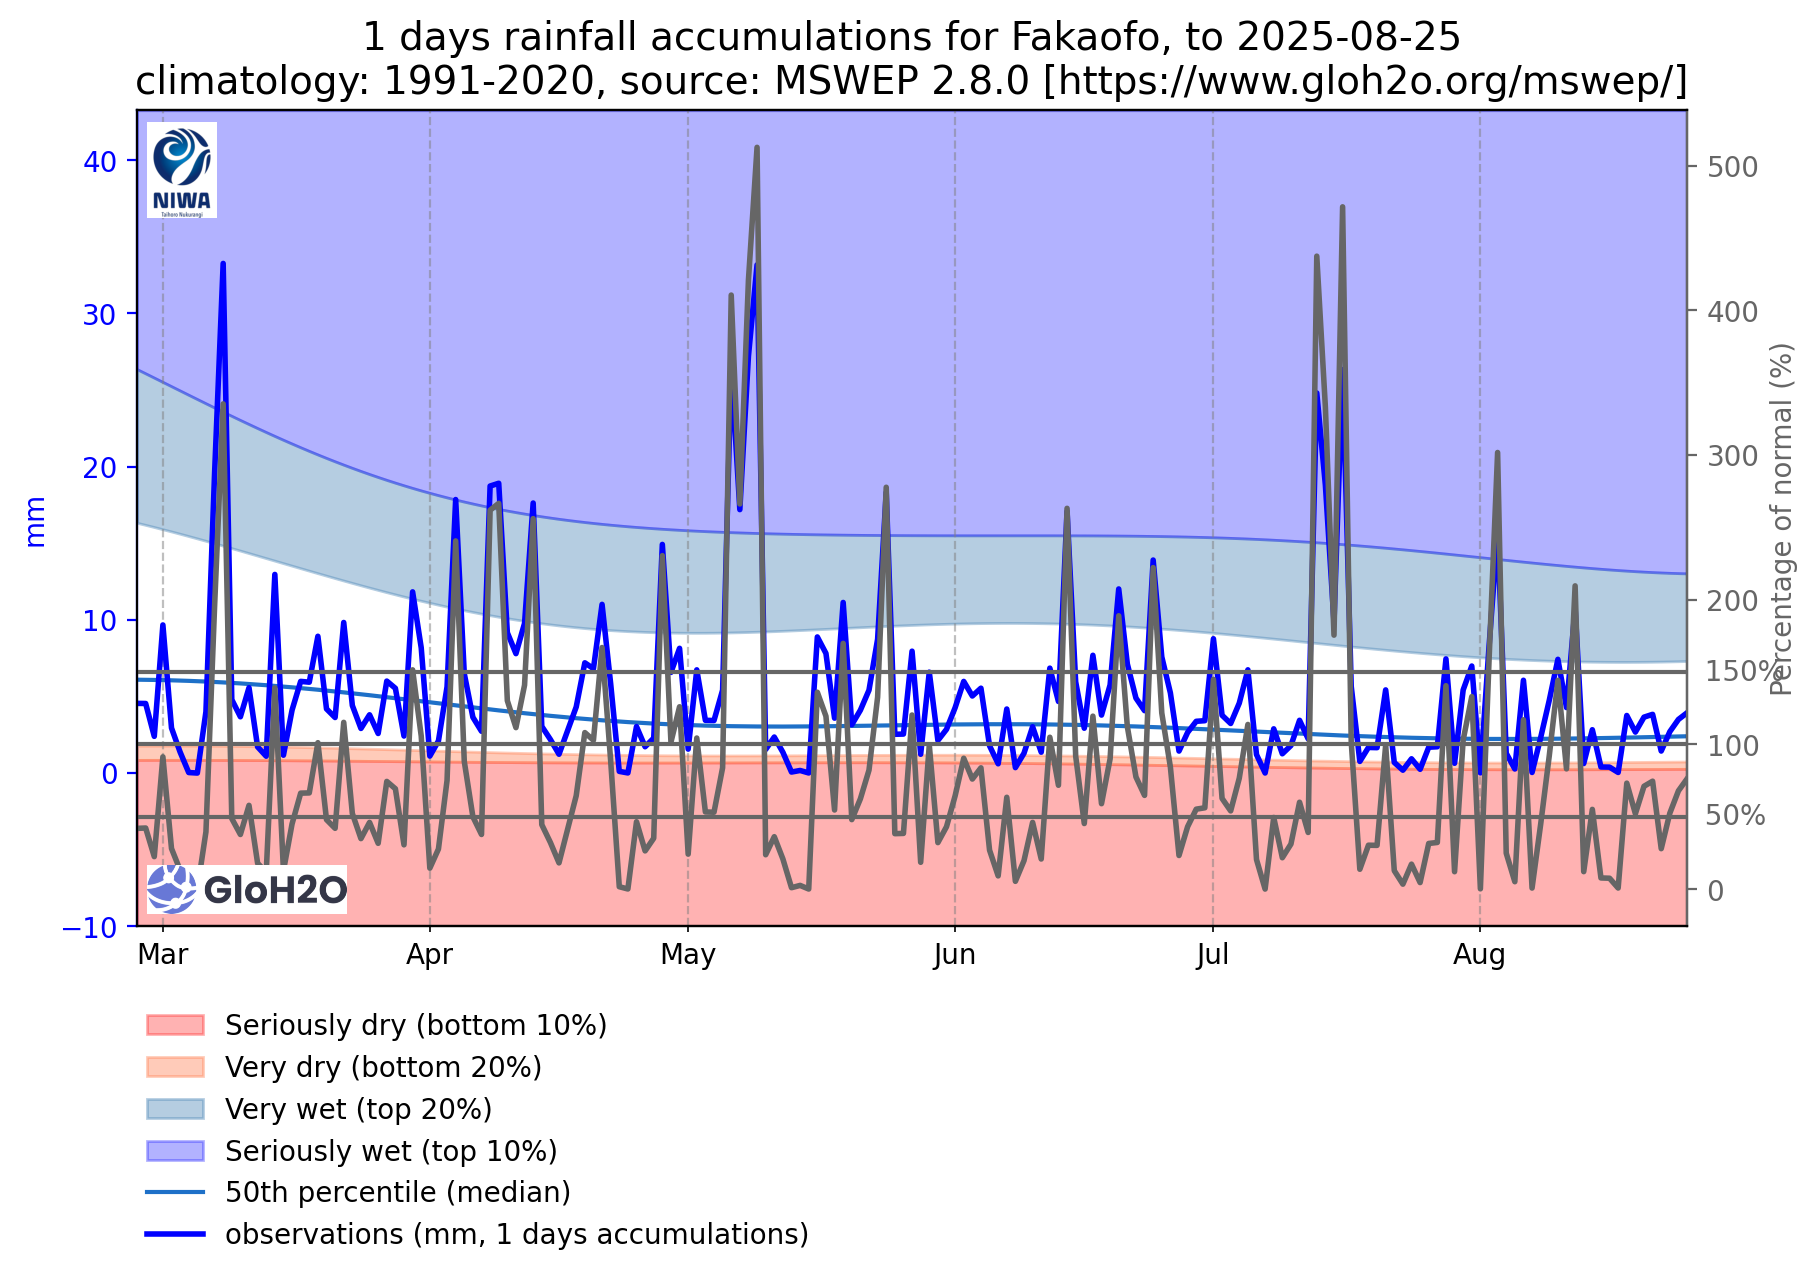 1 days rainfall accumulations for Fakaofo, to 2025-08-25
climatology: 1991-2020, source: MSWEP 2.8.0 [https://www.gloh2o.org/mswep/]
NIWA
Taihoro Nukurangi
40
30
20
10
0
−10
mm
500
400
300
200
150%
100
50%
0
Percentage of normal (%)
GloH2O
Mar
Apr
May
Jun
Jul
Aug
Seriously dry (bottom 10%)
Very dry (bottom 20%)
Very wet (top 20%)
Seriously wet (top 10%)
50th percentile (median)
observations (mm, 1 days accumulations)